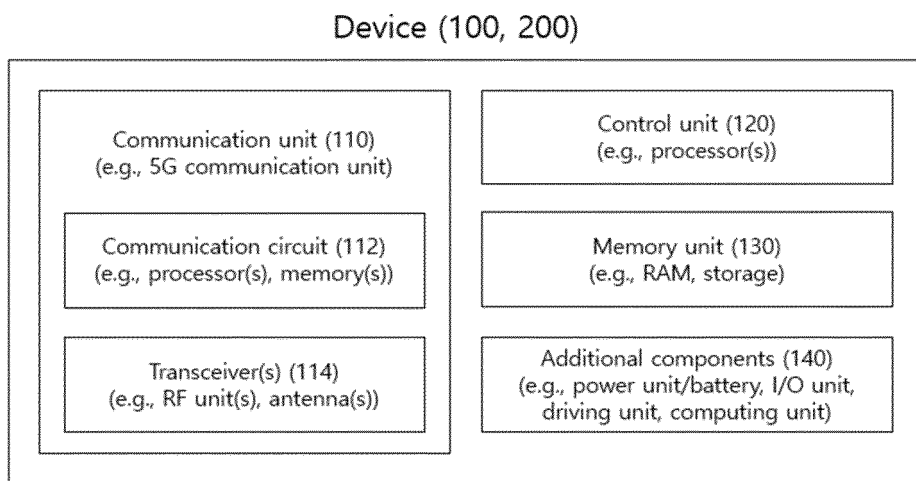 Device (100, 200)
Communication unit (110)
(e.g., 5G communication unit)
Communication circuit (112)
(e.g., processor(s), memory(s))
Transceiver(s) (114)
(e.g., RF unit(s), antenna(s))
Control unit (120)
(e.g., processor(s))
Memory unit (130)
(e.g., RAM, storage)
Additional components (140)
(e.g., power unit/battery, I/O unit,
driving unit, computing unit)